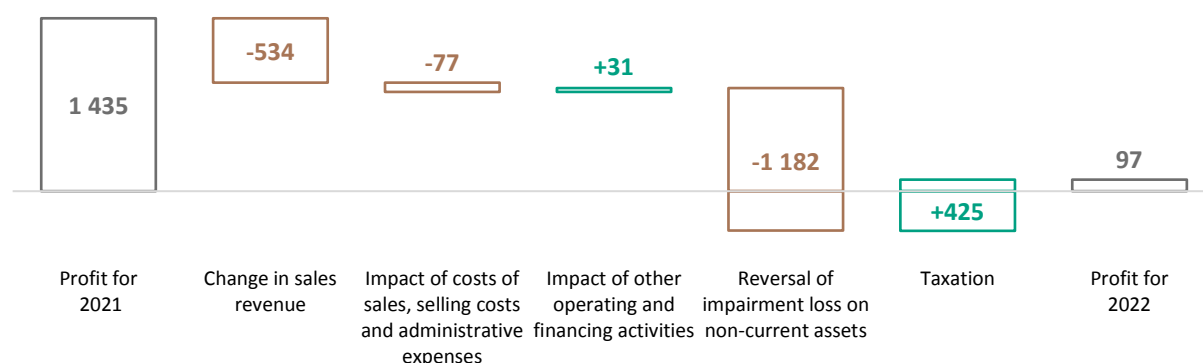 1 435
-534
-77
+31
-1 182
+425
97
Profit for
2021
Change in sales
revenue
Impact of costs of
sales, selling costs
and administrative
expenses
Impact of other
operating and
financing activities
Reversal of
impairment loss on
non-current assets
Taxation
Profit for
2022